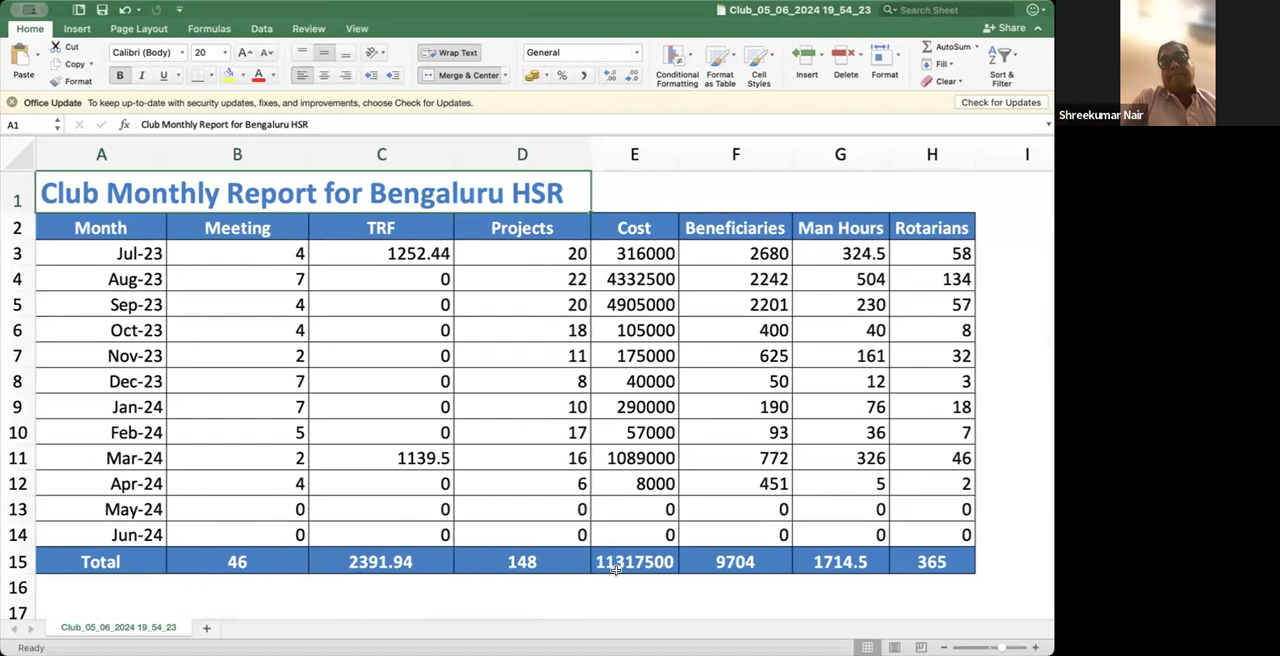 Club_05_06_2024 19_54_23
Search Sheet
Home Insert Page Layout Formulas Data Review View
Share
Paste
Cut
Copy
Format
Calibri (Body) 20
B I U
Wrap Text
Merge & Center
General
Conditional Formatting
Format as Table
Cell Styles
Insert
Delete
Format
AutoSum
Fill
Clear
Sort & Filter
Office Update To keep up-to-date with security updates, fixes, and improvements, choose Check for Updates.
Check for Updates
A1 fx Club Monthly Report for Bengaluru HSR
A B C D E F G H I
1 Club Monthly Report for Bengaluru HSR
2 Month Meeting TRF Projects Cost Beneficiaries Man Hours Rotarians
3 Jul-23 4 1252.44 20 316000 2680 324.5 58
4 Aug-23 7 0 22 4332500 2242 504 134
5 Sep-23 4 0 20 4905000 2201 230 57
6 Oct-23 4 0 18 105000 400 40 8
7 Nov-23 2 0 11 175000 625 161 32
8 Dec-23 7 0 8 40000 50 12 3
9 Jan-24 7 0 10 290000 190 76 18
10 Feb-24 5 0 17 57000 93 36 7
11 Mar-24 2 1139.5 16 1089000 772 326 46
12 Apr-24 4 0 6 8000 451 5 2
13 May-24 0 0 0 0 0 0 0
14 Jun-24 0 0 0 0 0 0 0
15 Total 46 2391.94 148 11317500 9704 1714.5 365
16
17
Club_05_06_2024 19_54_23
Ready
Shreekumar Nair